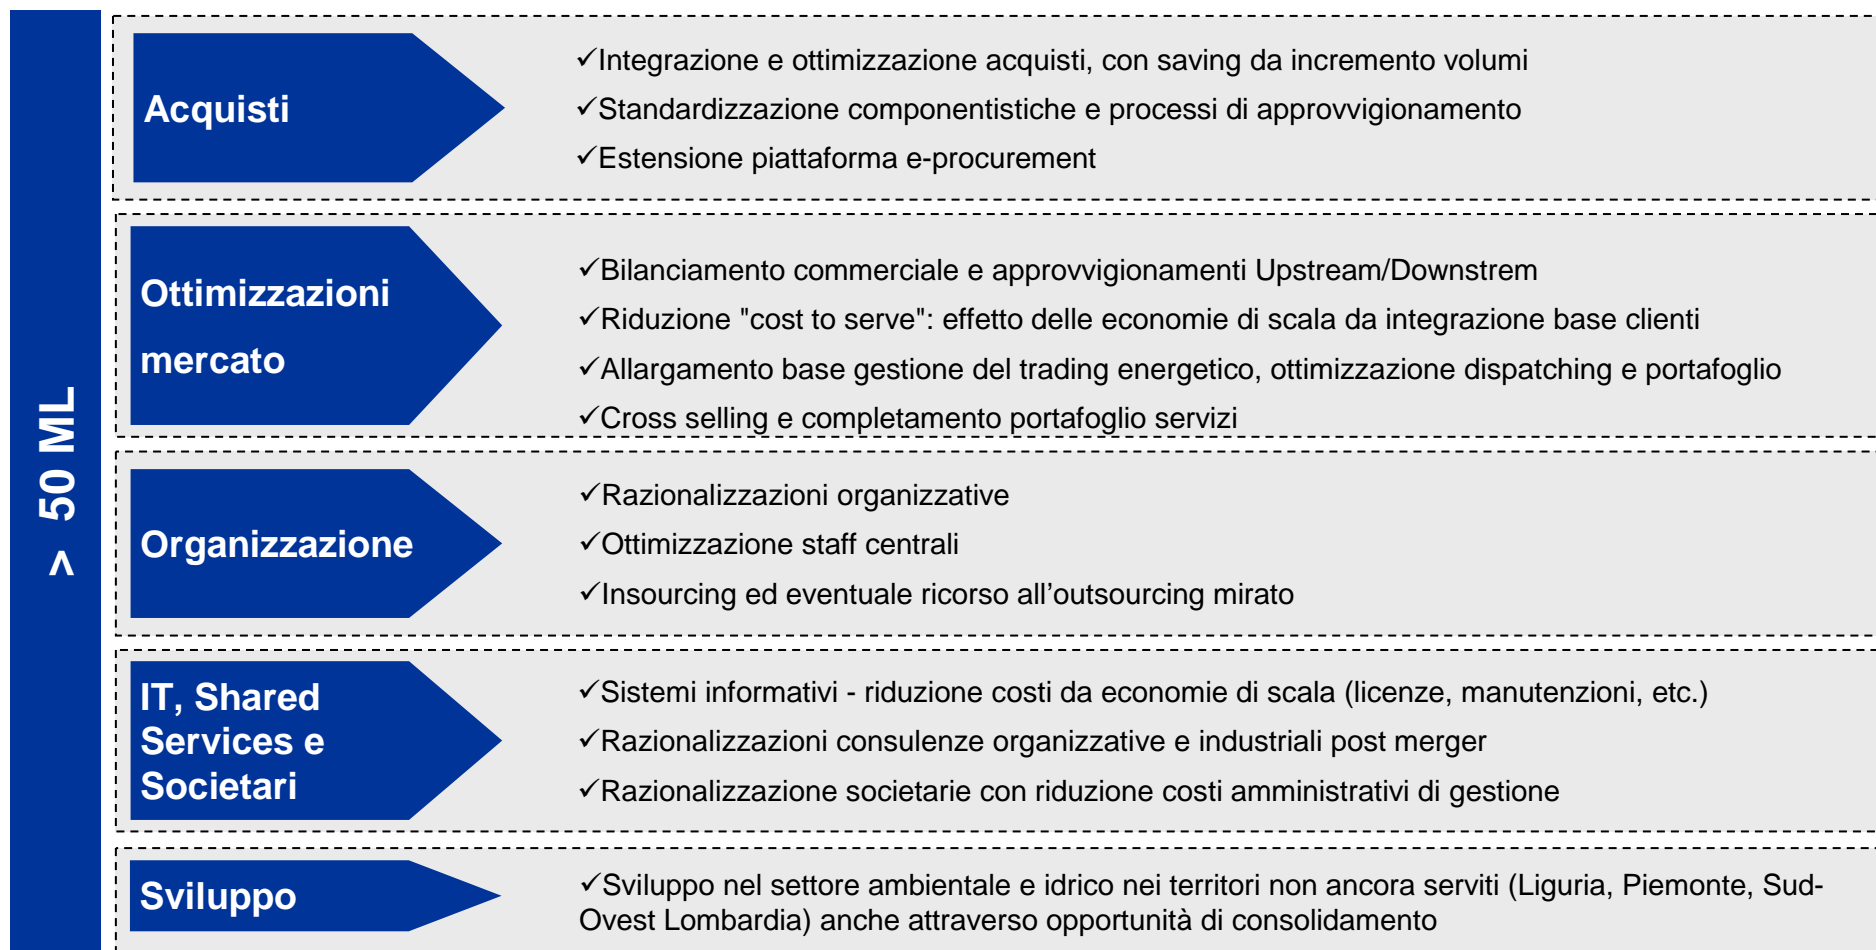 > 50 ML
Acquisti
✓Integrazione e ottimizzazione acquisti, con saving da incremento volumi
✓Standardizzazione componentistiche e processi di approvvigionamento
✓Estensione piattaforma e-procurement
Ottimizzazioni
mercato
✓Bilanciamento commerciale e approvvigionamenti Upstream/Downstrem
✓Riduzione "cost to serve": effetto delle economie di scala da integrazione base clienti
✓Allargamento base gestione del trading energetico, ottimizzazione dispatching e portafoglio
✓Cross selling e completamento portafoglio servizi
Organizzazione
✓Razionalizzazioni organizzative
✓Ottimizzazione staff centrali
✓Insourcing ed eventuale ricorso all’outsourcing mirato
IT, Shared
Services e
Societari
✓Sistemi informativi - riduzione costi da economie di scala (licenze, manutenzioni, etc.)
✓Razionalizzazioni consulenze organizzative e industriali post merger
✓Razionalizzazione societarie con riduzione costi amministrativi di gestione
Sviluppo
✓Sviluppo nel settore ambientale e idrico nei territori non ancora serviti (Liguria, Piemonte, Sud-
Ovest Lombardia) anche attraverso opportunità di consolidamento